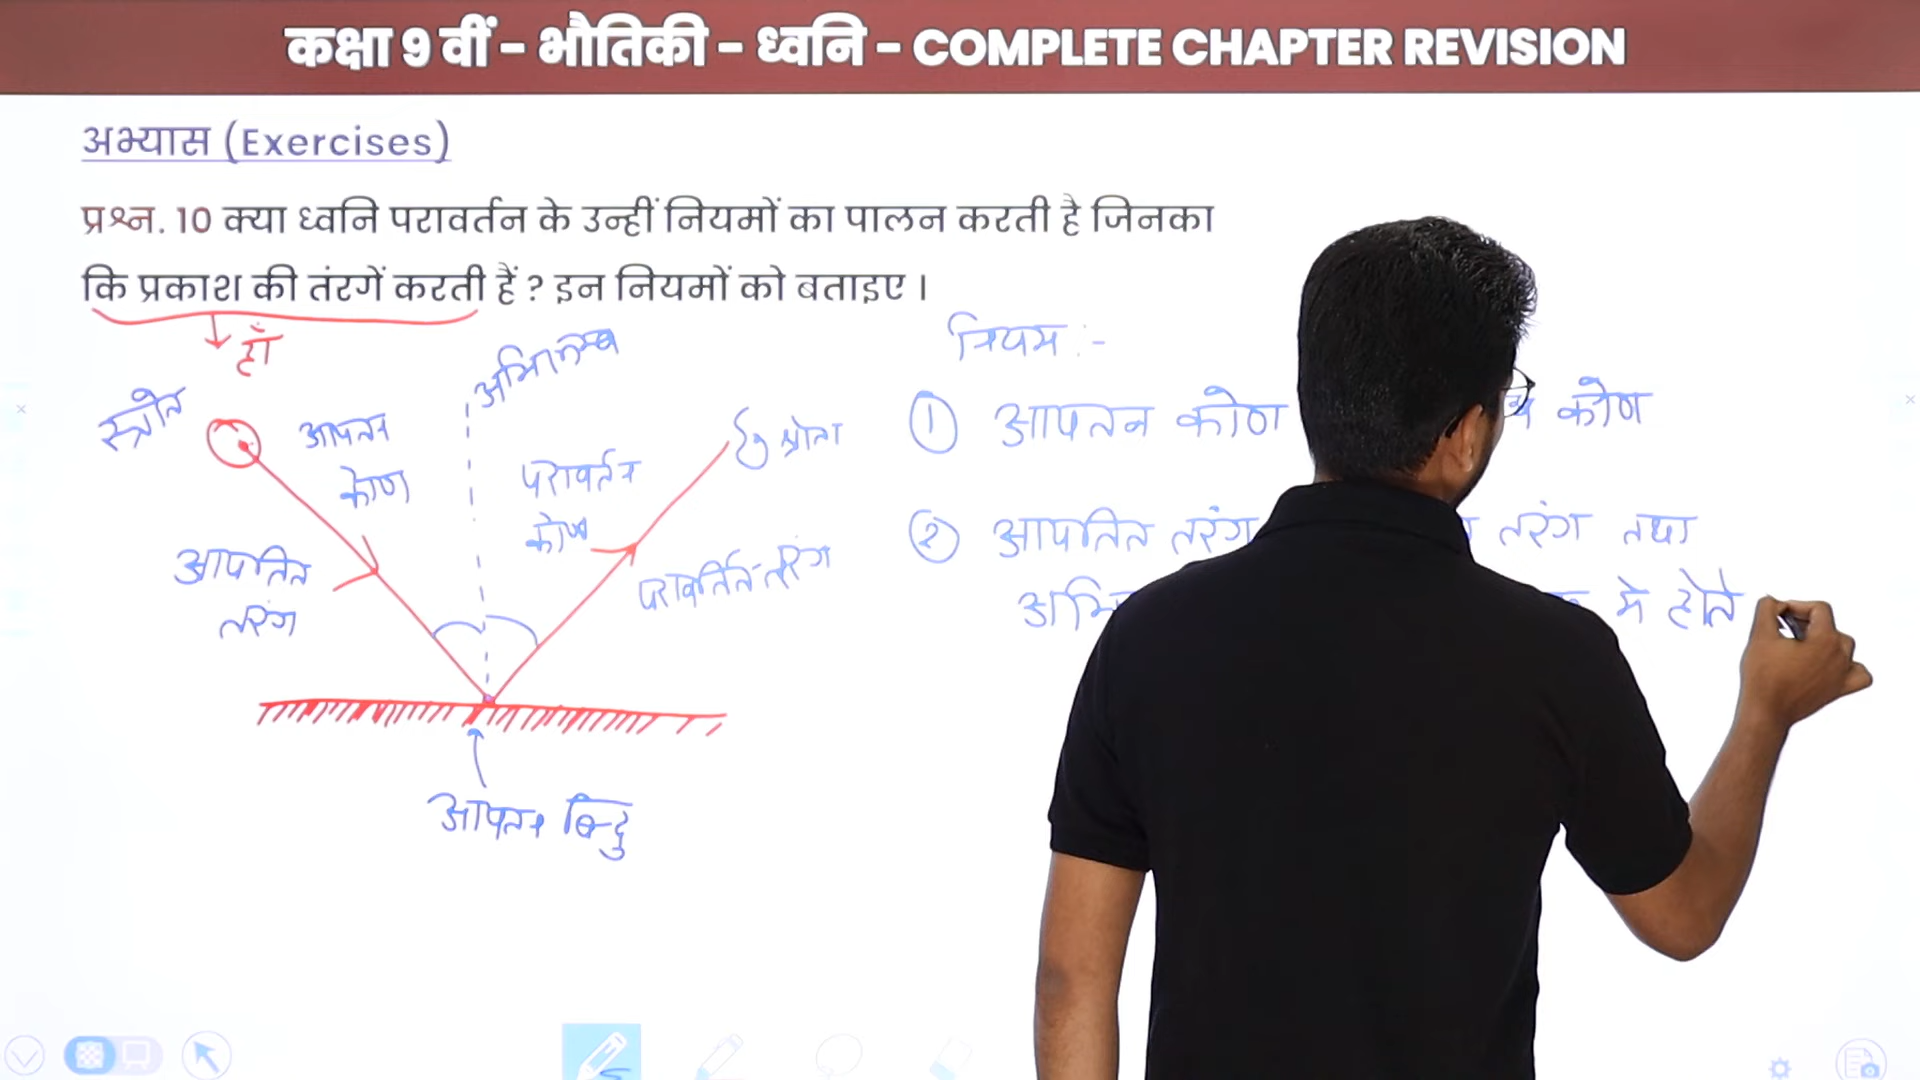 कक्षा 9 वीं - भौतिकी - ध्वनि - COMPLETE CHAPTER REVISION
अभ्यास (Exercises)
प्रश्न. 10 क्या ध्वनि परावर्तन के उन्हीं नियमों का पालन करती है जिनका
कि प्रकाश की तंरगें करती हैं ? इन नियमों को बताइए ।
हाँ
स्त्रोत
आपतन
कोण
आपतित
तरंग
अभिलम्ब
परावर्तन
कोण
श्रोता
परावर्तित तरंग
आपतन बिन्दु
नियम :-
① आपतन कोण कोण
② आपतित तरंग तरंग तथा
अभि में होते